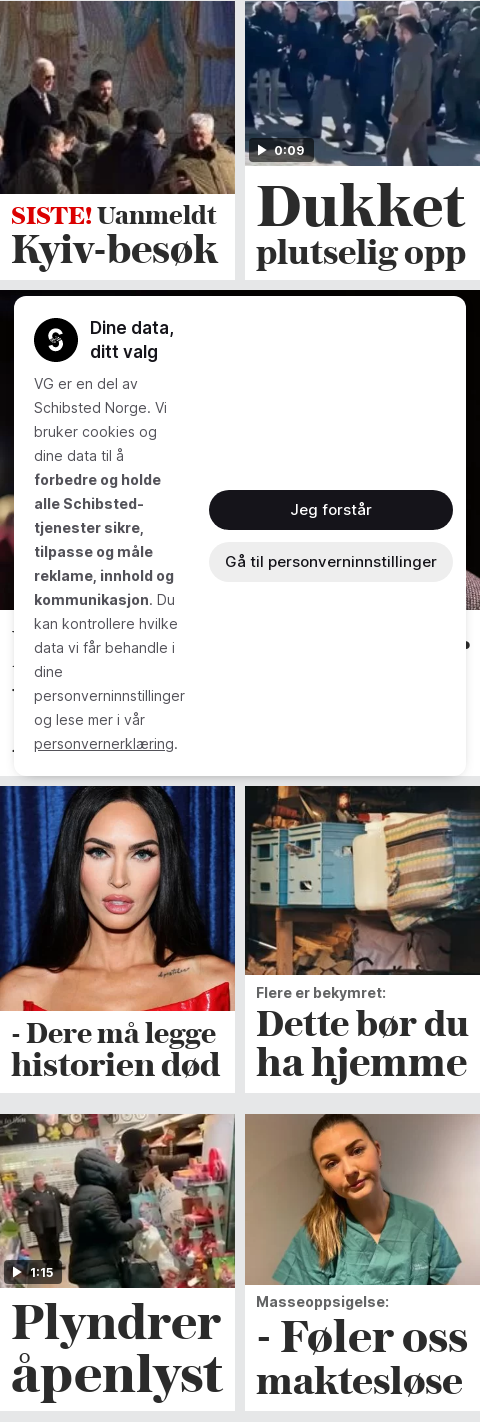 SISTE! Uanmeldt
Kyiv-besøk
0:09
Dukket
plutselig opp
Dine data,
ditt valg
VG er en del av
Schibsted Norge. Vi
bruker cookies og
dine data til å
forbedre og holde
alle Schibsted-
tjenester sikre,
tilpasse og måle
reklame, innhold og
kommunikasjon. Du
kan kontrollere hvilke
data vi får behandle i
dine
personverninnstillinger
og lese mer i vår
personvernerklæring.
Jeg forstår
Gå til personverninnstillinger
- Dere må legge
historien død
Flere er bekymret:
Dette bør du
ha hjemme
1:15
Plyndrer
åpenlyst
Masseoppsigelse:
- Føler oss
maktesløse